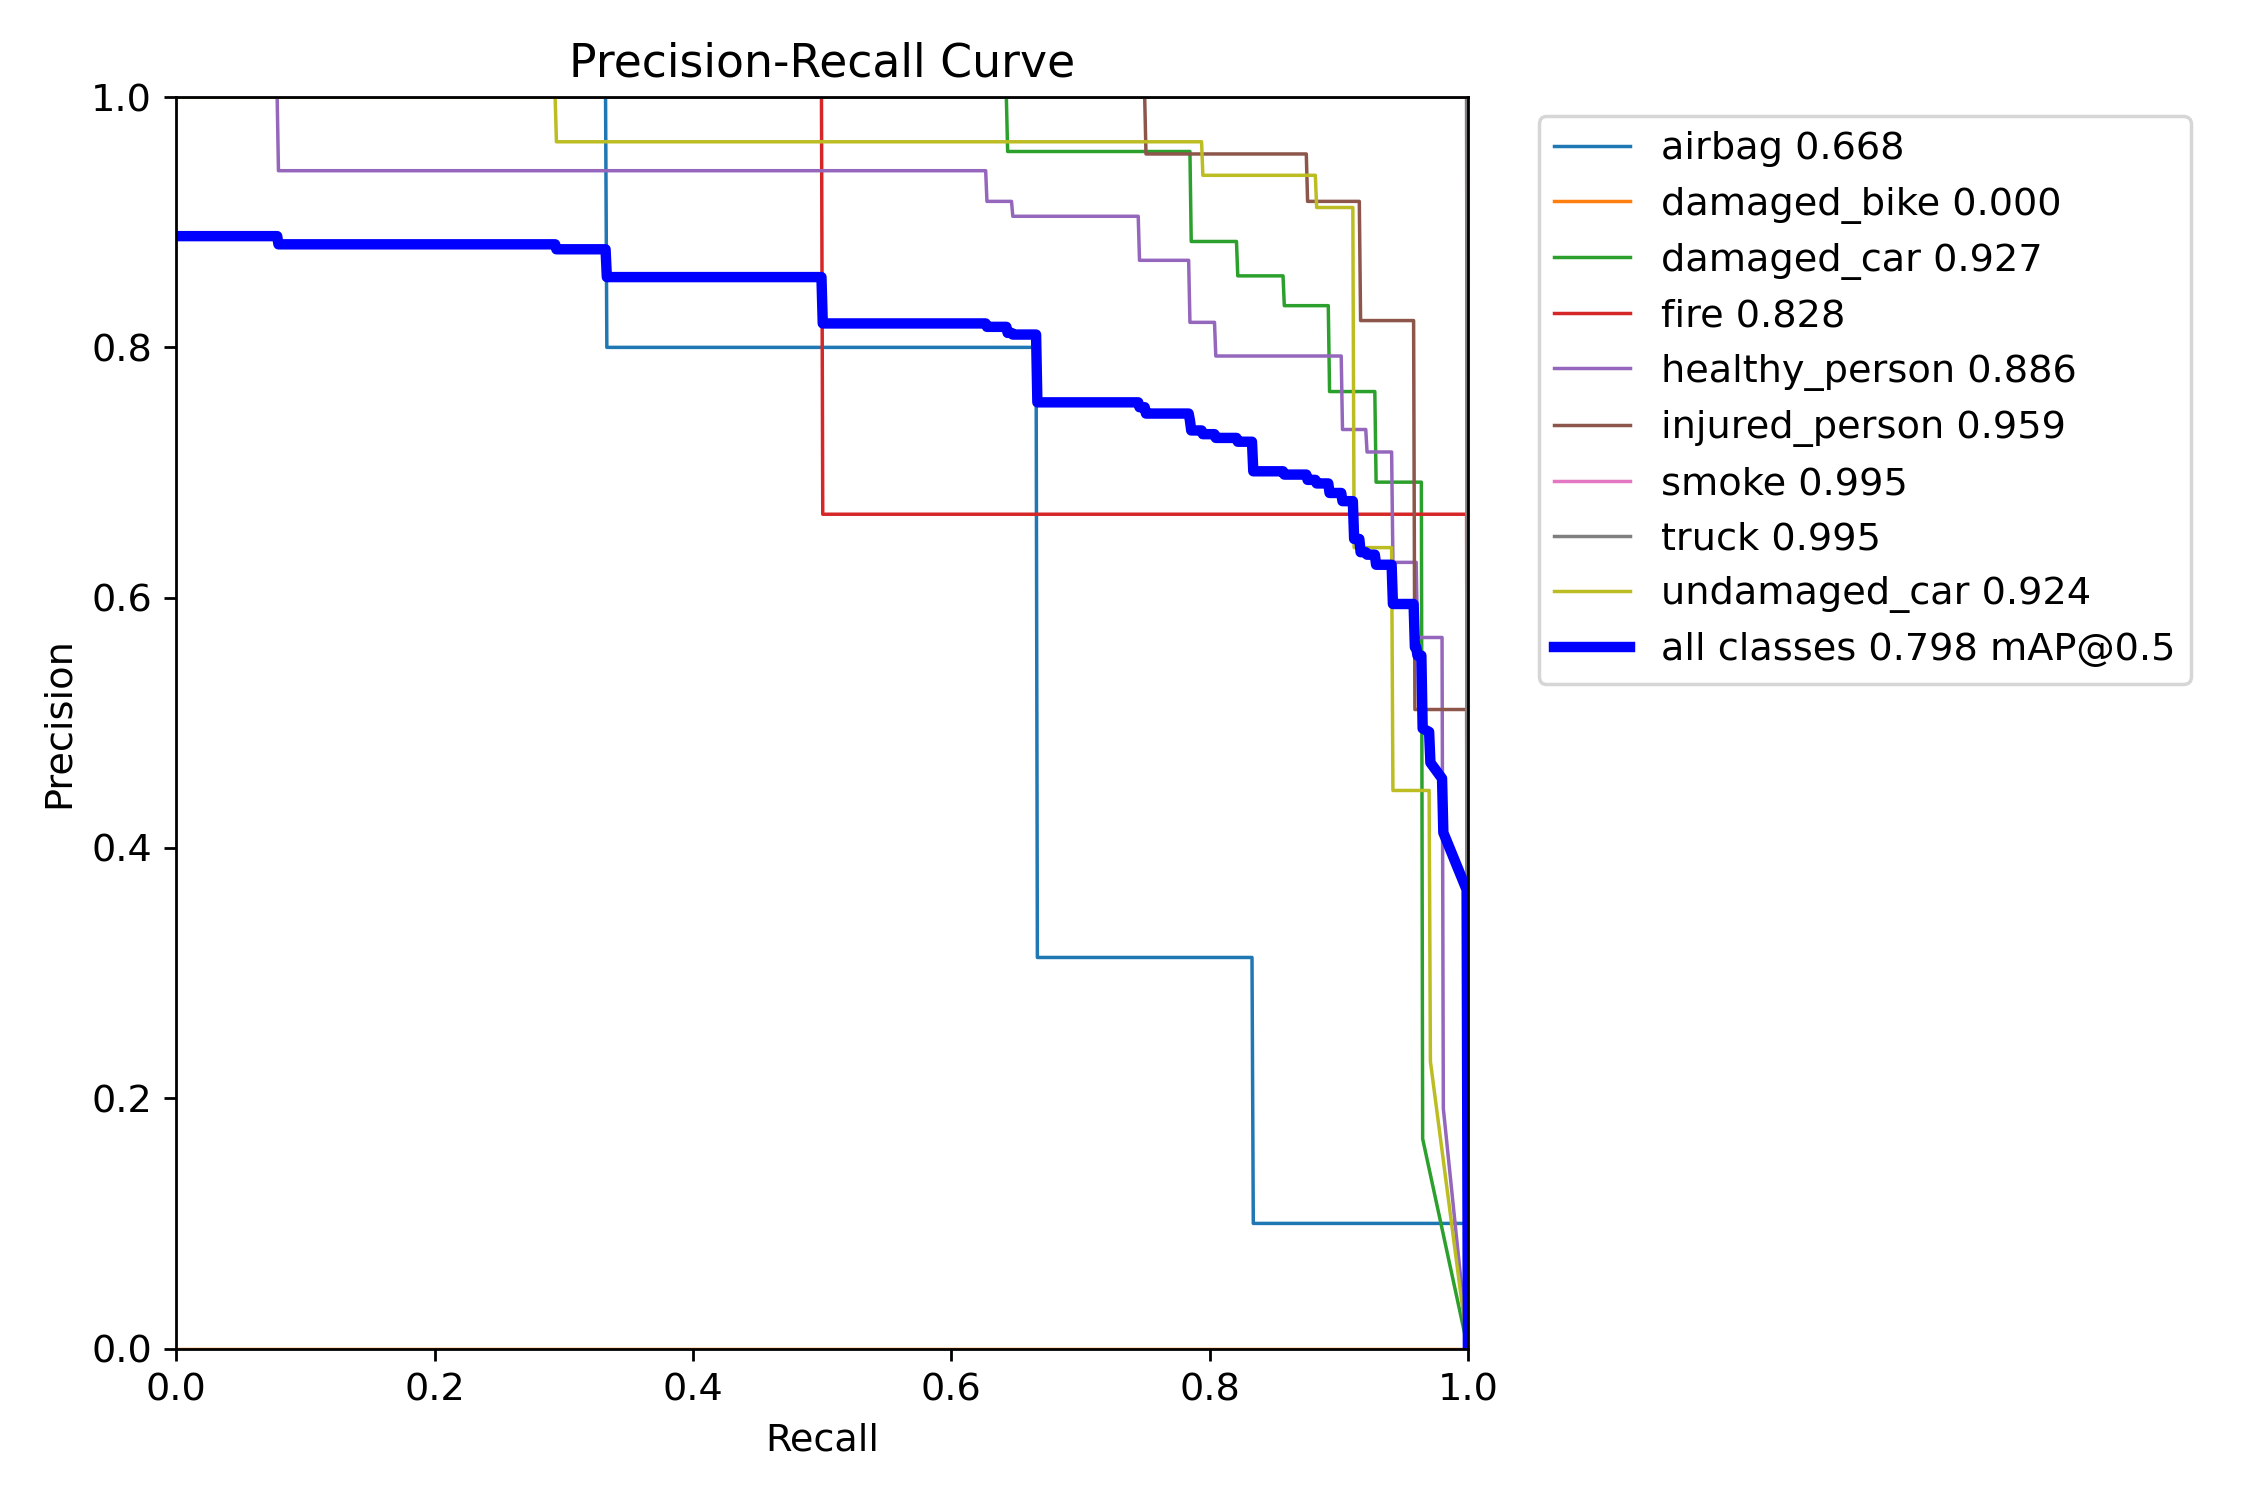 Precision-Recall Curve
1.0
0.8
0.6
0.4
0.2
0.0
Precision
0.0 0.2 0.4 0.6 0.8 1.0
Recall
airbag 0.668
damaged_bike 0.000
damaged_car 0.927
fire 0.828
healthy_person 0.886
injured_person 0.959
smoke 0.995
truck 0.995
undamaged_car 0.924
all classes 0.798 mAP@0.5